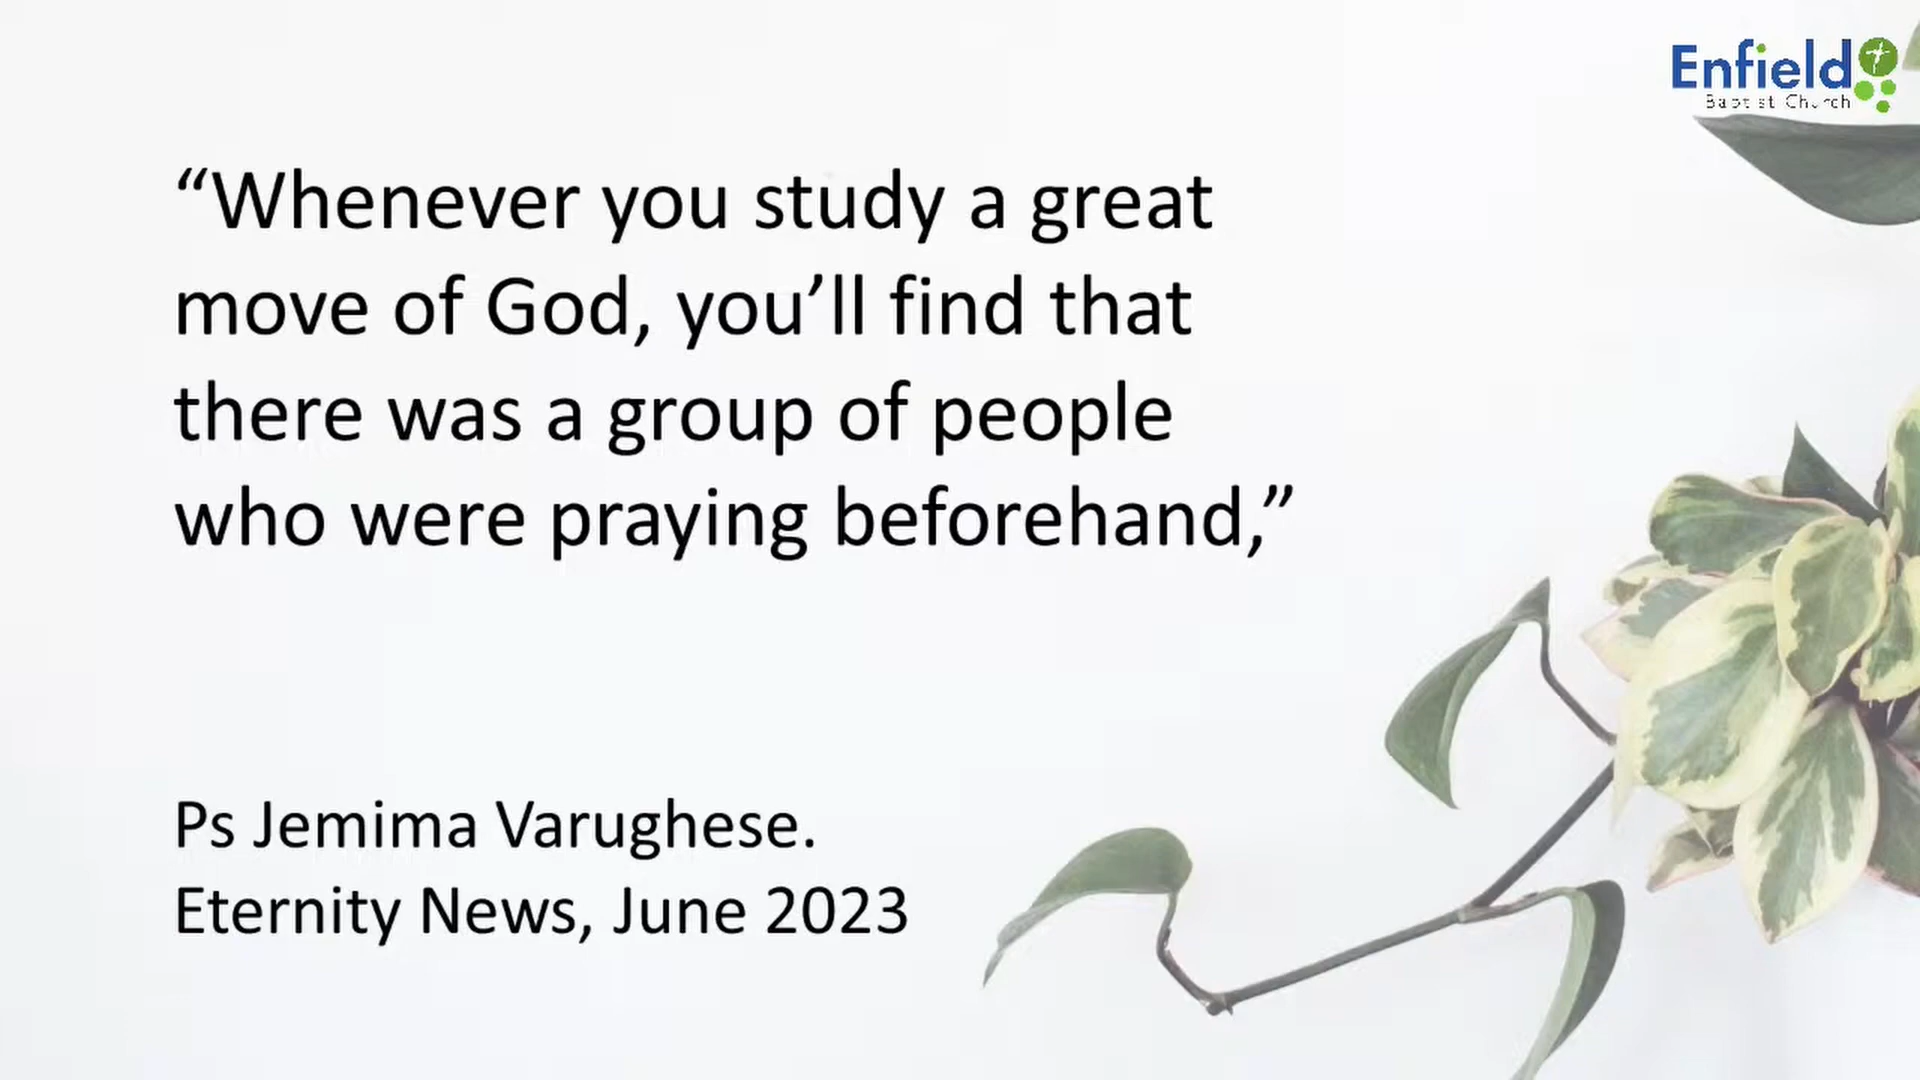 Enfield
Baptist Church
“Whenever you study a great
move of God, you’ll find that
there was a group of people
who were praying beforehand,”
Ps Jemima Varughese.
Eternity News, June 2023